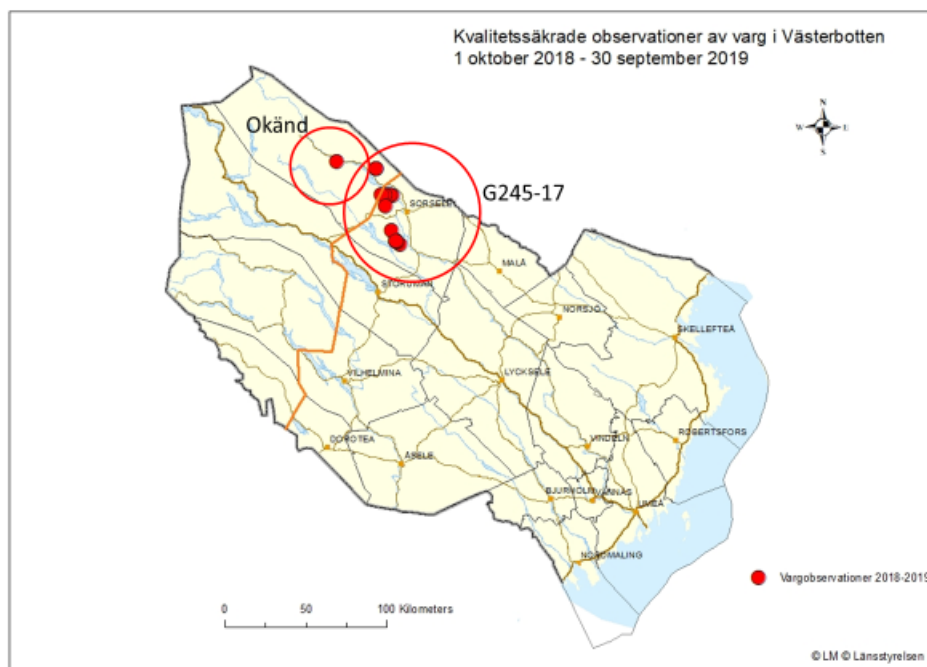 Kvalitetssäkrade observationer av varg i Västerbotten
1 oktober 2018 - 30 september 2019
N
W E
S
Okänd
G245-17
SORSELE
MALÅ
STORUMAN
NORSJÖ
SKELLEFTEÅ
VILHELMINA
LYCKSELE
DOROTEA
ÅSELE
VINDELN
ROBERTSFORS
BJURHOLM
VÄNNÄS
UMEÅ
NORDMALING
Vargobservationer 2018-2019
0 50 100 Kilometers
© LM © Länsstyrelsen